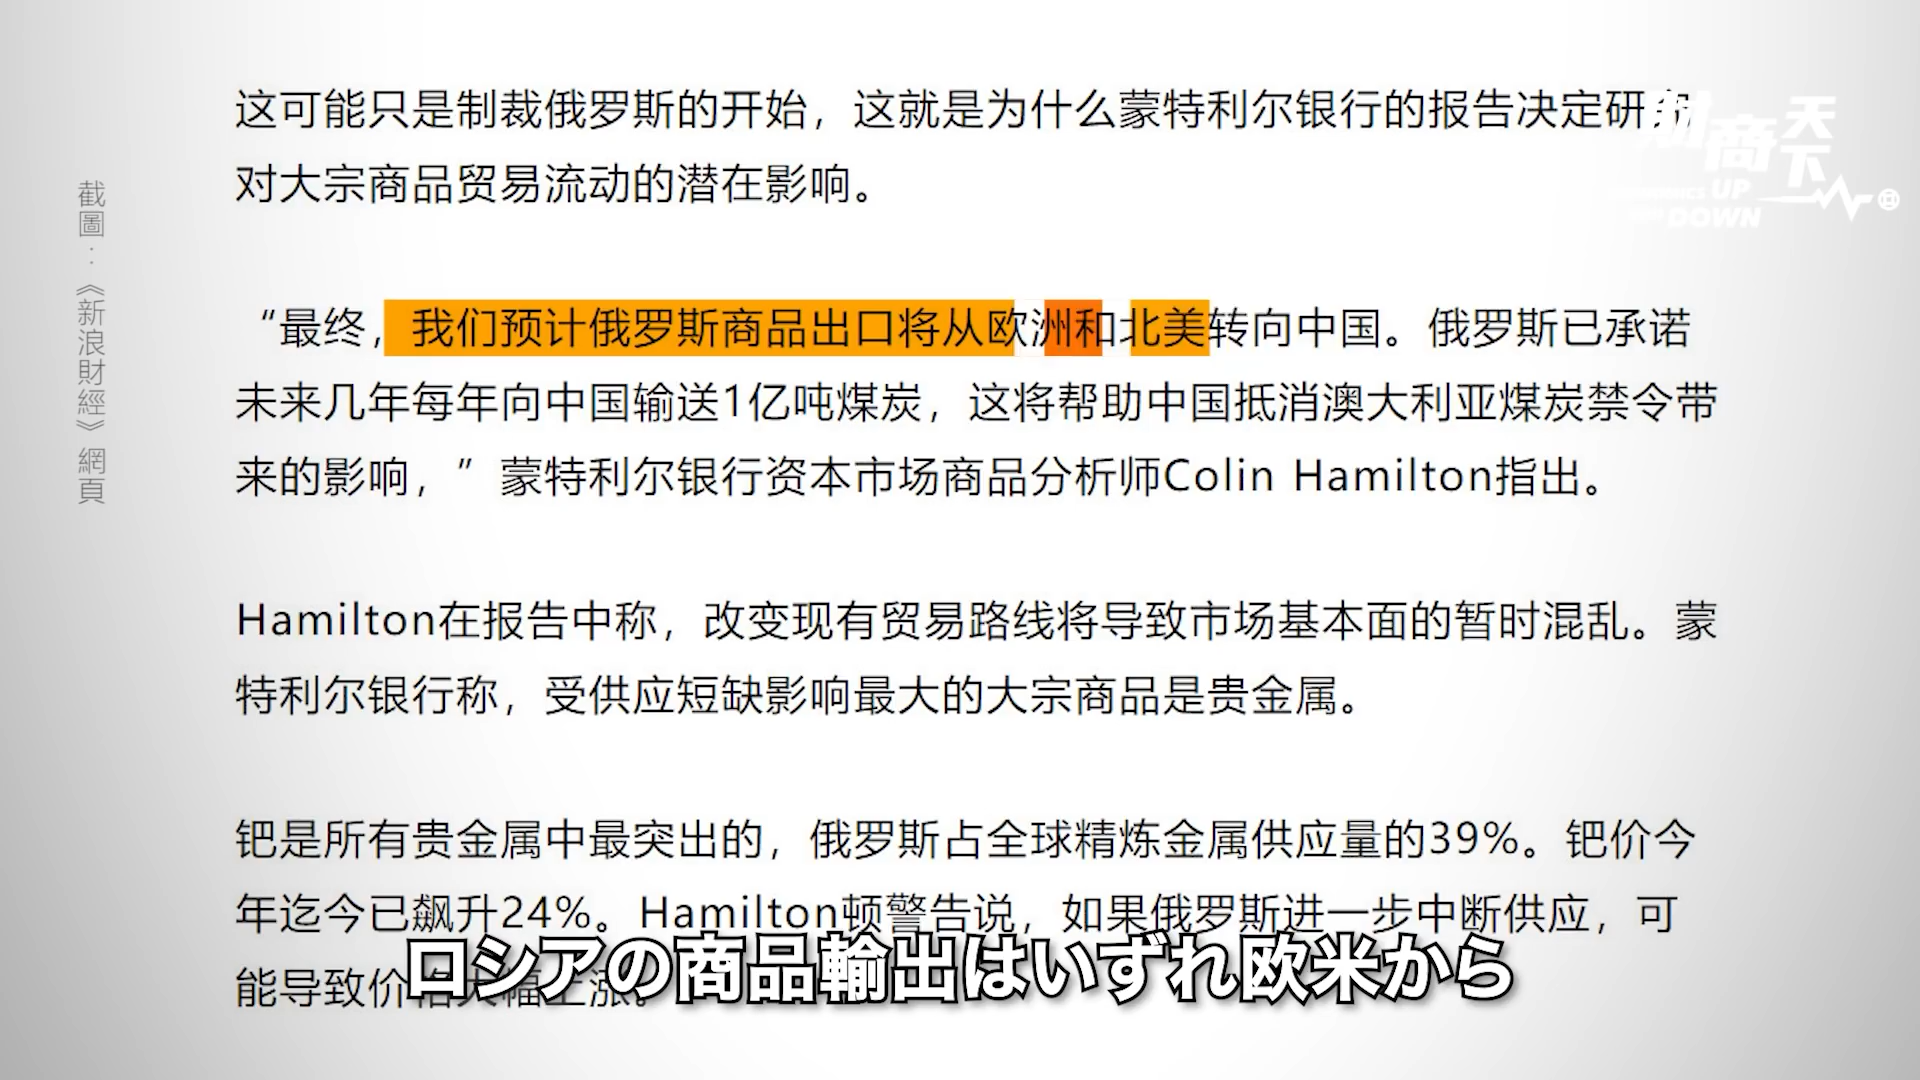 这可能只是制裁俄罗斯的开始，这就是为什么蒙特利尔银行的报告决定研
对大宗商品贸易流动的潜在影响。
“最终，我们预计俄罗斯商品出口将从欧洲和北美转向中国。俄罗斯已承诺
未来几年每年向中国输送1亿吨煤炭，这将帮助中国抵消澳大利亚煤炭禁令带
来的影响，”蒙特利尔银行资本市场商品分析师Colin Hamilton指出。
Hamilton在报告中称，改变现有贸易路线将导致市场基本面的暂时混乱。蒙
特利尔银行称，受供应短缺影响最大的大宗商品是贵金属。
钯是所有贵金属中最突出的，俄罗斯占全球精炼金属供应量的39%。钯价今
年迄今已飙升24%。Hamilton顿警告说，如果俄罗斯进一步中断供应，可
能导致价格大幅上涨。
ロシアの商品輸出はいずれ欧米から
截圖：《新浪財經》網頁
財商天下
UP
DOWN